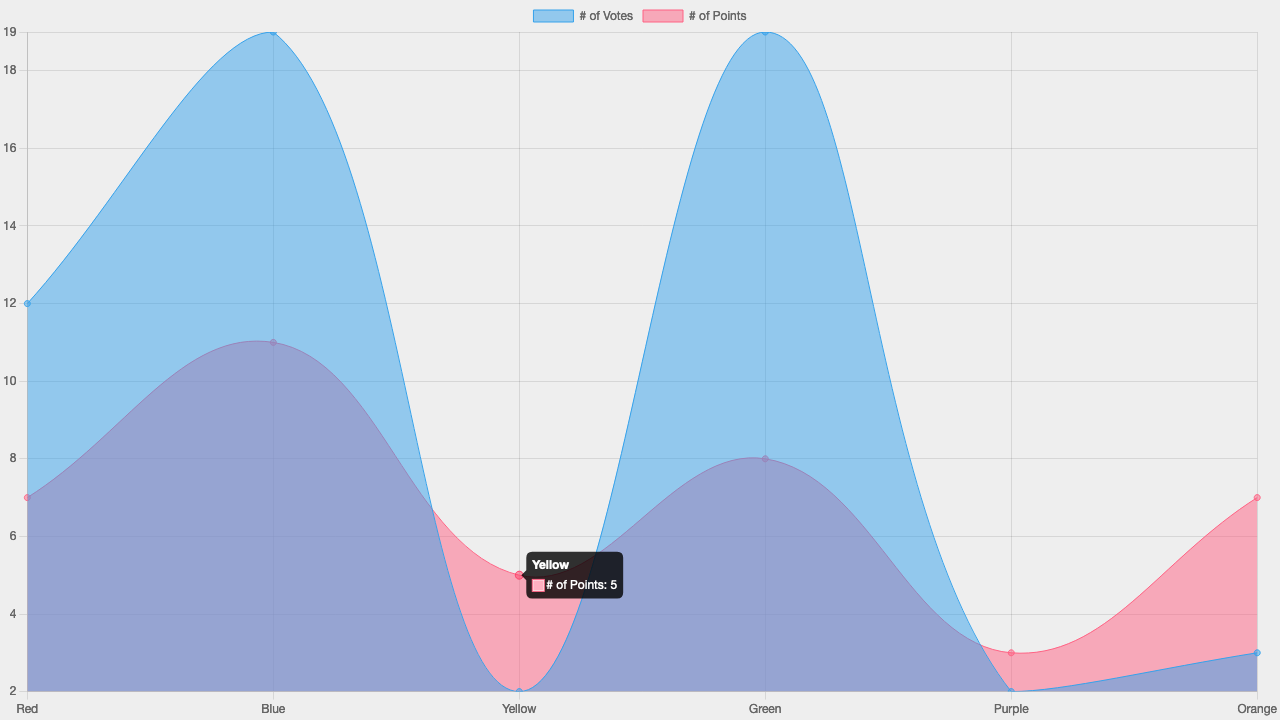 # of Votes # of Points
19
18
16
14
12
10
8
6
Yellow
# of Points: 5
4
2
Red Blue Yellow Green Purple Orange